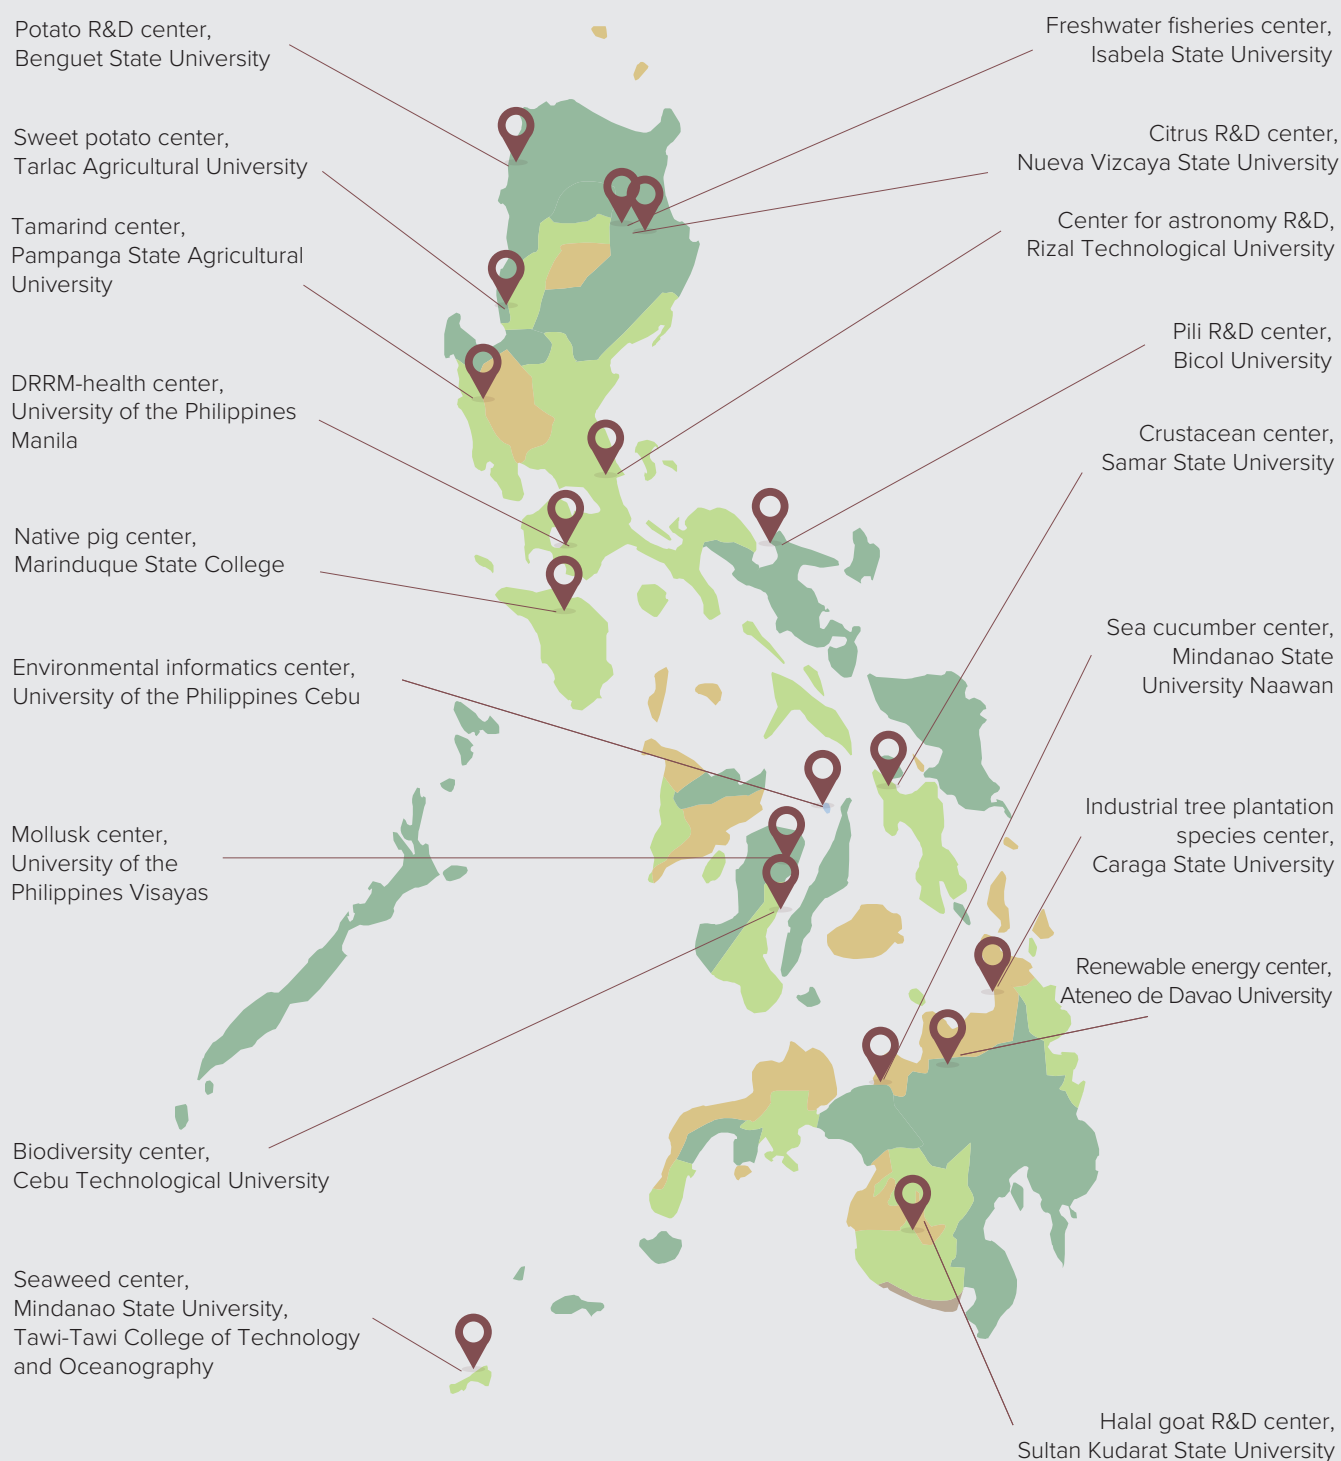 Potato R&D center,
Benguet State University
Sweet potato center,
Tarlac Agricultural University
Tamarind center,
Pampanga State Agricultural
University
DRRM-health center,
University of the Philippines
Manila
Native pig center,
Marinduque State College
Environmental informatics center,
University of the Philippines Cebu
Mollusk center,
University of the
Philippines Visayas
Biodiversity center,
Cebu Technological University
Seaweed center,
Mindanao State University,
Tawi-Tawi College of Technology
and Oceanography
Freshwater fisheries center,
Isabela State University
Citrus R&D center,
Nueva Vizcaya State University
Center for astronomy R&D,
Rizal Technological University
Pili R&D center,
Bicol University
Crustacean center,
Samar State University
Sea cucumber center,
Mindanao State
University Naawan
Industrial tree plantation
species center,
Caraga State University
Renewable energy center,
Ateneo de Davao University
Halal goat R&D center,
Sultan Kudarat State University